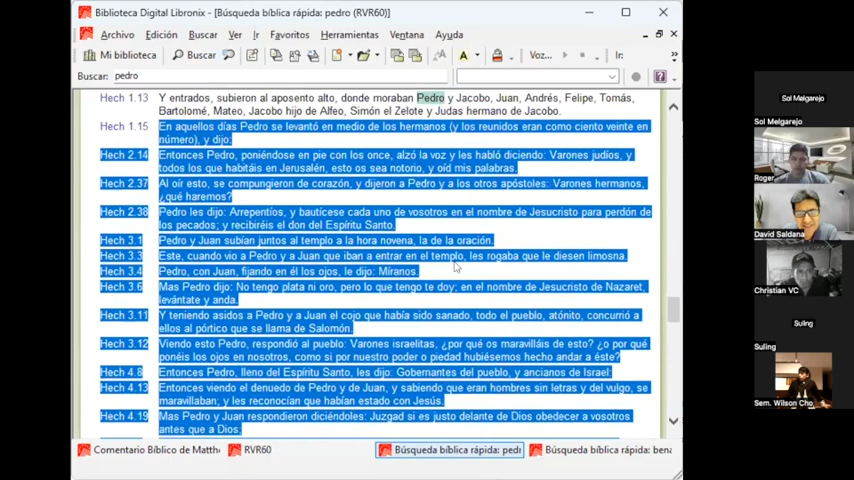 Biblioteca Digital Libronix - [Búsqueda bíblica rápida: pedro (RVR60)]
Archivo Edición Buscar Ver Ir Favoritos Herramientas Ventana Ayuda
Mi biblioteca Buscar Voz... Ir:
Buscar: pedro
Hech 1.13 Y entrados, subieron al aposento alto, donde moraban Pedro y Jacobo, Juan, Andrés, Felipe, Tomás,
Bartolomé, Mateo, Jacobo hijo de Alfeo, Simón el Zelote y Judas hermano de Jacobo.
Hech 1.15 En aquellos días Pedro se levantó en medio de los hermanos (y los reunidos eran como ciento veinte en
número), y dijo:
Hech 2.14 Entonces Pedro, poniéndose en pie con los once, alzó la voz y les habló diciendo: Varones judíos, y
todos los que habitáis en Jerusalén, esto os sea notorio, y oíd mis palabras.
Hech 2.37 Al oír esto, se compungieron de corazón, y dijeron a Pedro y a los otros apóstoles: Varones hermanos,
¿qué haremos?
Hech 2.38 Pedro les dijo: Arrepentíos, y bautícese cada uno de vosotros en el nombre de Jesucristo para perdón de
los pecados; y recibiréis el don del Espíritu Santo.
Hech 3.1 Pedro y Juan subían juntos al templo a la hora novena, la de la oración.
Hech 3.3 Este, cuando vio a Pedro y a Juan que iban a entrar en el templo, les rogaba que le diesen limosna.
Hech 3.4 Pedro, con Juan, fijando en él los ojos, le dijo: Míranos.
Hech 3.6 Mas Pedro dijo: No tengo plata ni oro, pero lo que tengo te doy; en el nombre de Jesucristo de Nazaret,
levántate y anda.
Hech 3.11 Y teniendo asidos a Pedro y a Juan el cojo que había sido sanado, todo el pueblo, atónito, concurrió a
ellos al pórtico que se llama de Salomón.
Hech 3.12 Viendo esto Pedro, respondió al pueblo: Varones israelitas, ¿por qué os maravilláis de esto? ¿o por qué
ponéis los ojos en nosotros, como si por nuestro poder o piedad hubiésemos hecho andar a éste?
Hech 4.8 Entonces Pedro, lleno del Espíritu Santo, les dijo: Gobernantes del pueblo, y ancianos de Israel:
Hech 4.13 Entonces viendo el denuedo de Pedro y de Juan, y sabiendo que eran hombres sin letras y del vulgo, se
maravillaban; y les reconocían que habían estado con Jesús.
Hech 4.19 Mas Pedro y Juan respondieron diciéndoles: Juzgad si es justo delante de Dios obedecer a vosotros
antes que a Dios;
Comentario Bíblico de Matth RVR60 Búsqueda bíblica rápida: pedr Búsqueda bíblica rápida: bena
Sol Melgarejo
Sol Melgarejo
Roger
David Saldana
Christian VC
Suling
Suling
Sem. Wilson Cho